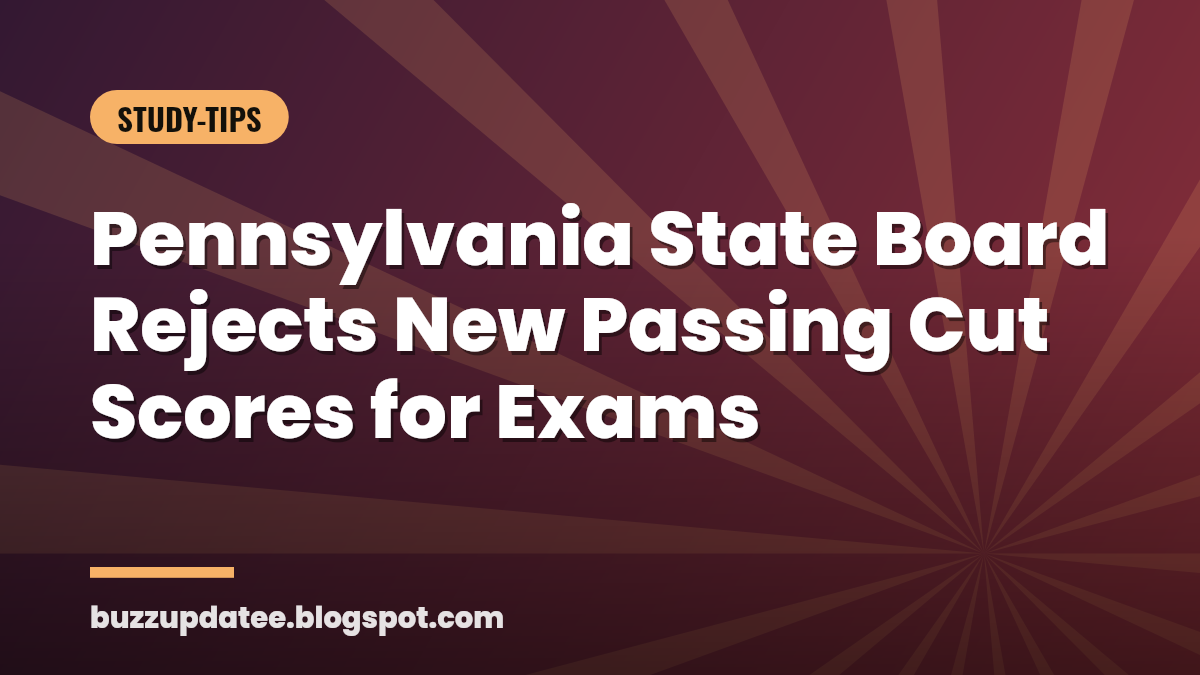 STUDY-TIPS
Pennsylvania State Board
Rejects New Passing Cut
Scores for Exams
buzzupdatee.blogspot.com